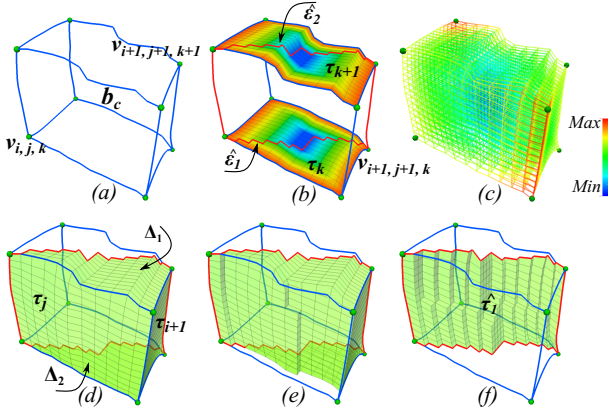 v_{i+1, j+1, k+1}
b_c
v_{i, j, k}
(a)
ε̂_2
τ_{k+1}
ε̂_1
τ_k
v_{i+1, j+1, k}
(b)
Max
Min
(c)
Δ_1
τ_j
τ_{i+1}
Δ_2
(d)
(e)
τ̂_1
(f)